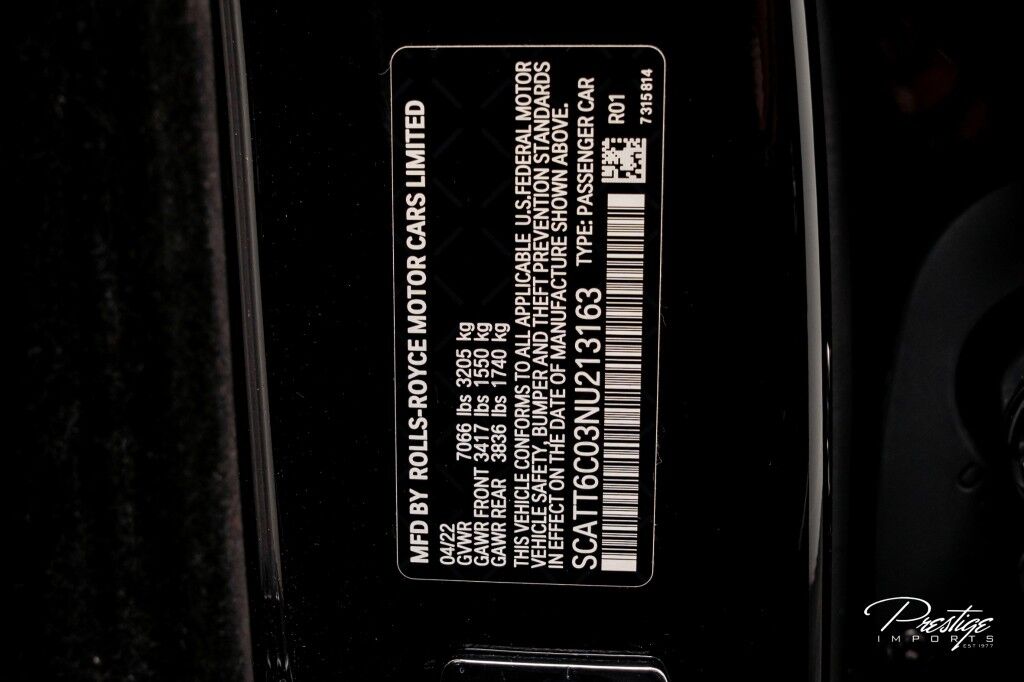 MFD BY ROLLS-ROYCE MOTOR CARS LIMITED
04/22
GVWR 7066 lbs 3205 kg
GAWR FRONT 3417 lbs 1550 kg
GAWR REAR 3836 lbs 1740 kg
THIS VEHICLE CONFORMS TO ALL APPLICABLE U.S.FEDERAL MOTOR
VEHICLE SAFETY, BUMPER AND THEFT PREVENTION STANDARDS
IN EFFECT ON THE DATE OF MANUFACTURE SHOWN ABOVE.
SCATT6C03NU213163 TYPE: PASSENGER CAR
R01
7315814
Prestige
IMPORTS
EST 1977